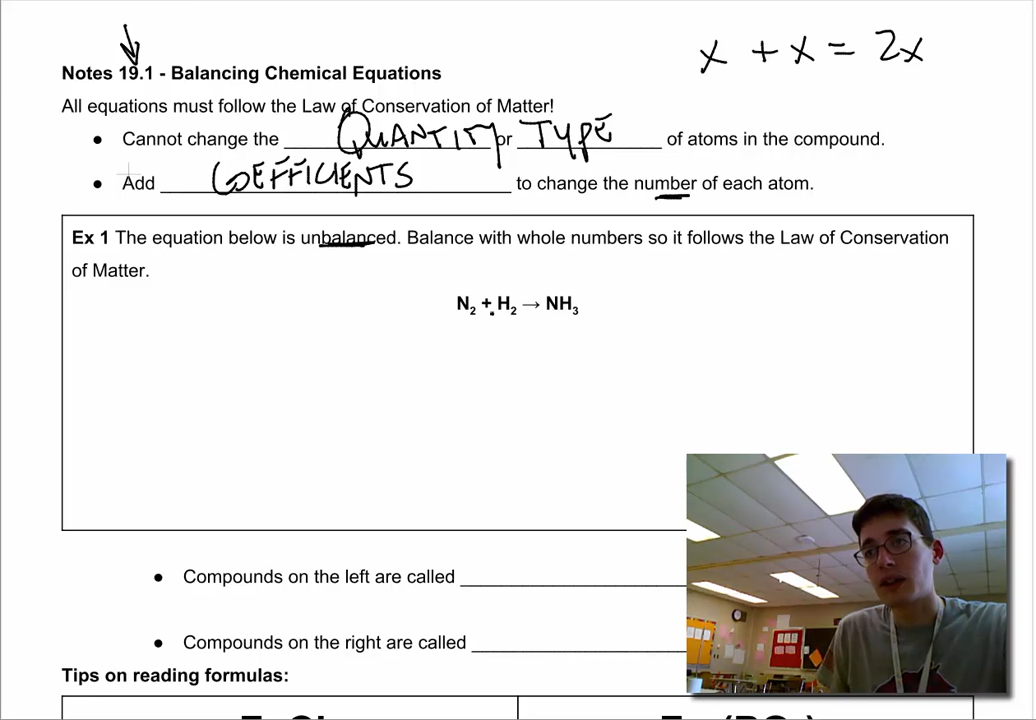 x + x = 2x
Notes 19.1 - Balancing Chemical Equations
All equations must follow the Law of Conservation of Matter!
● Cannot change the QUANTITY or TYPE of atoms in the compound.
● Add COEFFICIENTS to change the number of each atom.
Ex 1 The equation below is unbalanced. Balance with whole numbers so it follows the Law of Conservation
of Matter.
N₂ + H₂ → NH₃
● Compounds on the left are called
● Compounds on the right are called
Tips on reading formulas: